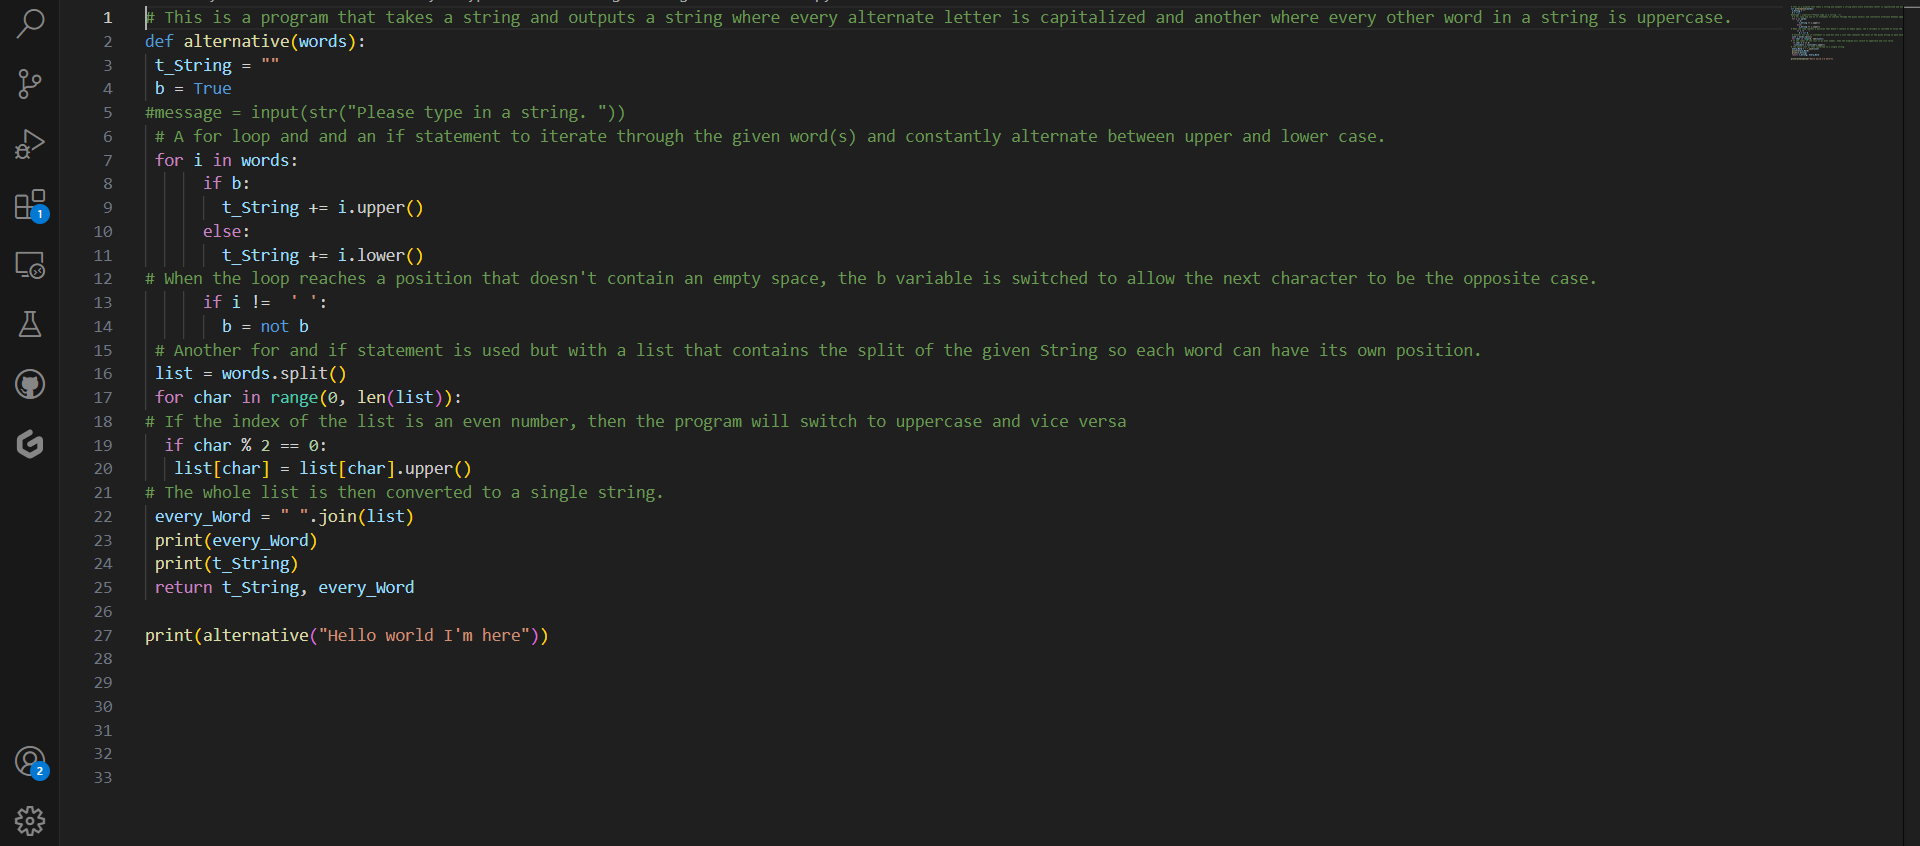 1 # This is a program that takes a string and outputs a string where every alternate letter is capitalized and another where every other word in a string is uppercase.
2 def alternative(words):
3  t_String = ""
4  b = True
5 #message = input(str("Please type in a string. "))
6  # A for loop and and an if statement to iterate through the given word(s) and constantly alternate between upper and lower case.
7  for i in words:
8       if b:
9         t_String += i.upper()
10       else:
11         t_String += i.lower()
12 # When the loop reaches a position that doesn't contain an empty space, the b variable is switched to allow the next character to be the opposite case.
13       if i !=  ' ':
14         b = not b
15  # Another for and if statement is used but with a list that contains the split of the given String so each word can have its own position.
16  list = words.split()
17  for char in range(0, len(list)):
18 # If the index of the list is an even number, then the program will switch to uppercase and vice versa
19   if char % 2 == 0:
20    list[char] = list[char].upper()
21 # The whole list is then converted to a single string.
22  every_Word = " ".join(list)
23  print(every_Word)
24  print(t_String)
25  return t_String, every_Word
26
27 print(alternative("Hello world I'm here"))
28
29
30
31
32
33
1
2